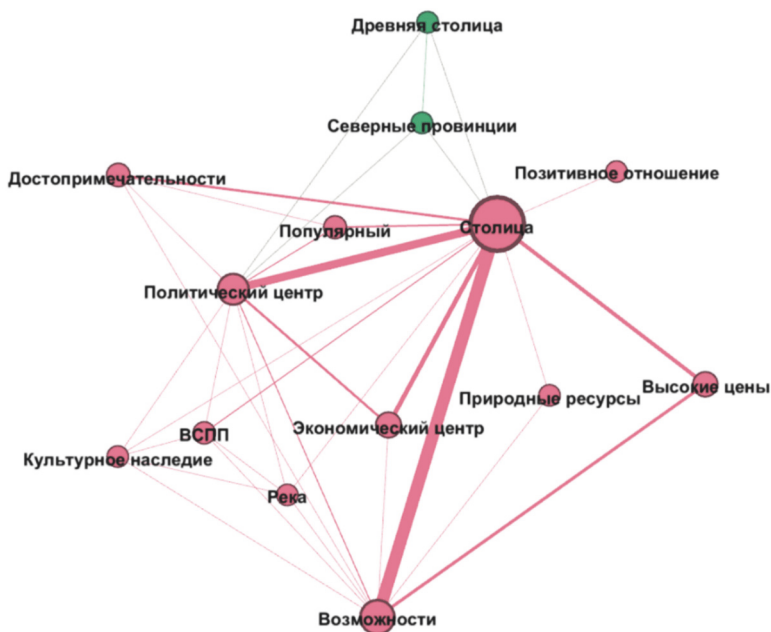 Древняя столица
Северные провинции
Позитивное отношение
Достопримечательности
Столица
Популярный
Политический центр
Высокие цены
Природные ресурсы
Экономический центр
ВСПП
Культурное наследие
Река
Возможности